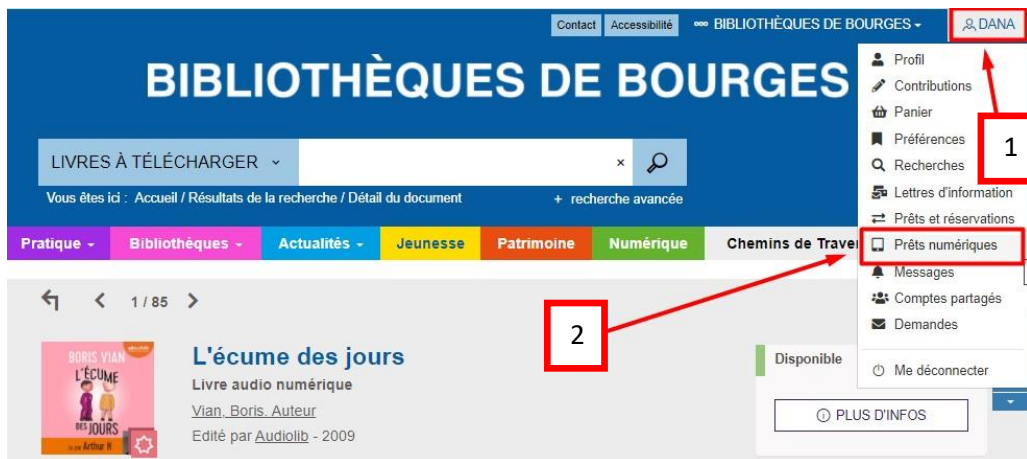 Contact Accessibilité BIBLIOTHÈQUES DE BOURGES DANA
BIBLIOTHÈQUES DE BOURGES
Profil
Contributions
Panier
Préférences
Recherches
Lettres d'information
Prêts et réservations
Prêts numériques
Messages
Comptes partagés
Demandes
Me déconnecter
1
LIVRES À TÉLÉCHARGER ×
Vous êtes ici : Accueil / Résultats de la recherche / Détail du document + recherche avancée
Pratique Bibliothèques Actualités Jeunesse Patrimoine Numérique Chemins de Traver
1 / 85
2
BORIS VIAN
L'ÉCUME
DES JOURS
L'écume des jours
Livre audio numérique
Vian, Boris. Auteur
Edité par Audiolib - 2009
Disponible
PLUS D'INFOS